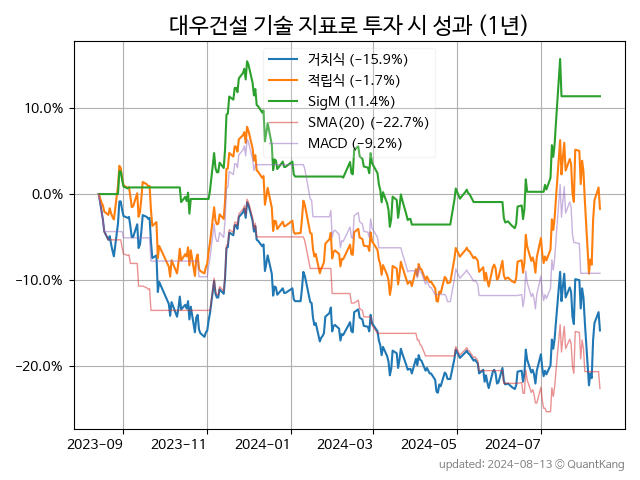 대우건설 기술 지표로 투자 시 성과 (1년)
거치식 (−15.9%)
적립식 (−1.7%)
SigM (11.4%)
SMA(20) (−22.7%)
MACD (−9.2%)
10.0%
0.0%
−10.0%
−20.0%
2023−09 2023−11 2024−01 2024−03 2024−05 2024−07
updated: 2024−08−13 © QuantKang